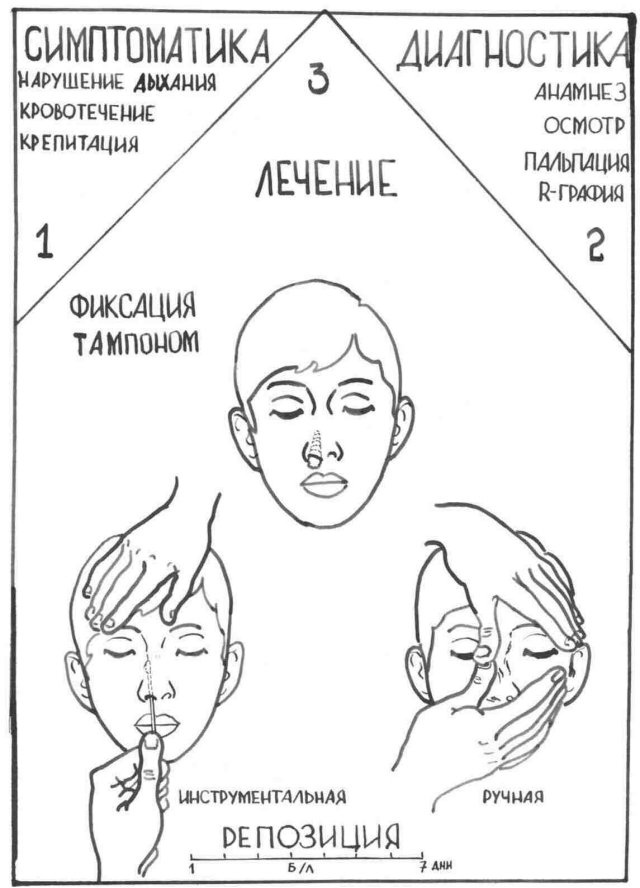 СИМПТОМАТИКА
НАРУШЕНИЕ ДЫХАНИЯ
КРОВОТЕЧЕНИЕ
КРЕПИТАЦИЯ
1
ДИАГНОСТИКА
АНАМНЕЗ
ОСМОТР
ПАЛЬПАЦИЯ
R-ГРАФИЯ
2
3
ЛЕЧЕНИЕ
ФИКСАЦИЯ
ТАМПОНОМ
ИНСТРУМЕНТАЛЬНАЯ
РУЧНАЯ
РЕПОЗИЦИЯ
1 Б/Л 7 ДНИ